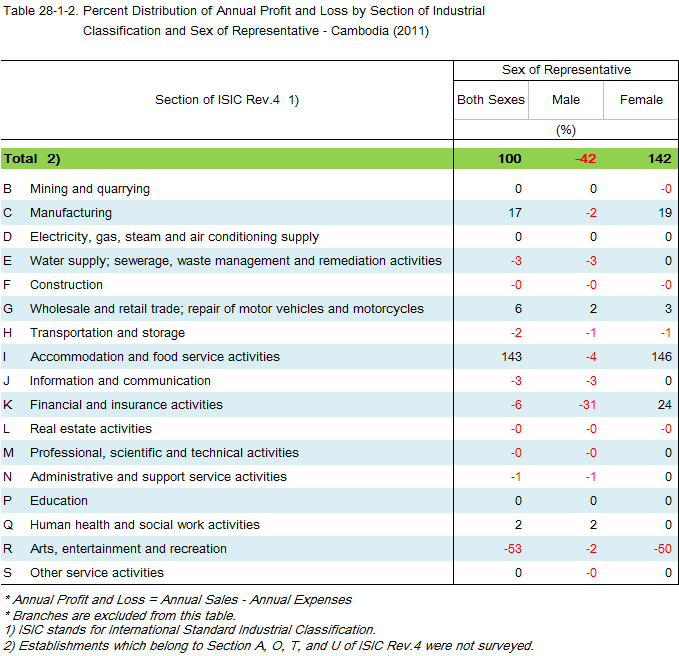 Table 28-1-2. Percent Distribution of Annual Profit and Loss by Section of Industrial
Classification and Sex of Representative - Cambodia (2011)
Section of ISIC Rev.4 1)
Sex of Representative
Both Sexes Male Female
(%)
Total 2) 100 -42 142
B Mining and quarrying 0 0 -0
C Manufacturing 17 -2 19
D Electricity, gas, steam and air conditioning supply 0 0 0
E Water supply; sewerage, waste management and remediation activities -3 -3 0
F Construction -0 -0 -0
G Wholesale and retail trade; repair of motor vehicles and motorcycles 6 2 3
H Transportation and storage -2 -1 -1
I Accommodation and food service activities 143 -4 146
J Information and communication -3 -3 0
K Financial and insurance activities -6 -31 24
L Real estate activities -0 -0 -0
M Professional, scientific and technical activities -0 -0 0
N Administrative and support service activities -1 -1 0
P Education 0 0 0
Q Human health and social work activities 2 2 0
R Arts, entertainment and recreation -53 -2 -50
S Other service activities 0 -0 0
* Annual Profit and Loss = Annual Sales - Annual Expenses
* Branches are excluded from this table.
1) ISIC stands for International Standard Industrial Classification.
2) Establishments which belong to Section A, O, T, and U of ISIC Rev.4 were not surveyed.